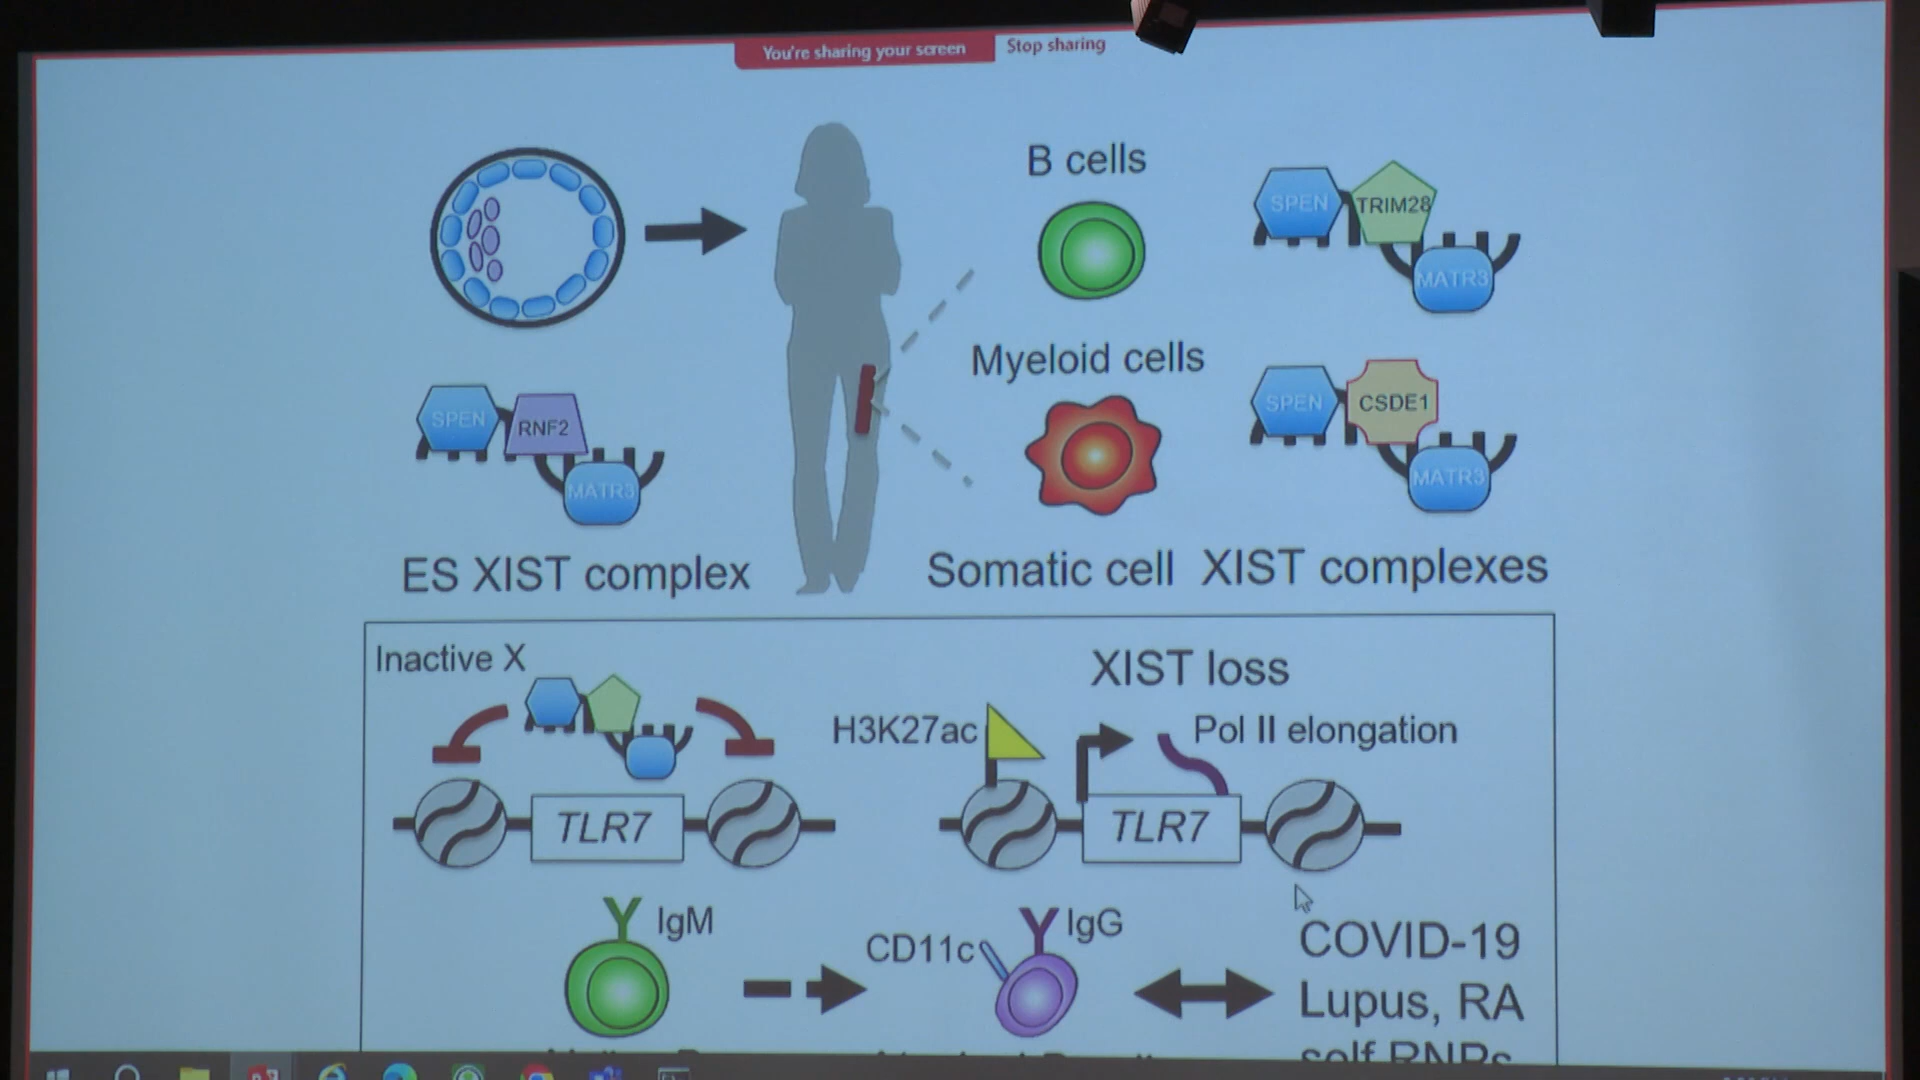 You're sharing your screen Stop sharing
B cells
SPEN TRIM28
MATR3
Myeloid cells
SPEN CSDE1
MATR3
SPEN RNF2
MATR3
ES XIST complex
Somatic cell XIST complexes
Inactive X
XIST loss
H3K27ac
Pol II elongation
TLR7
TLR7
IgM
CD11c
IgG
COVID-19
Lupus, RA
self RNPs